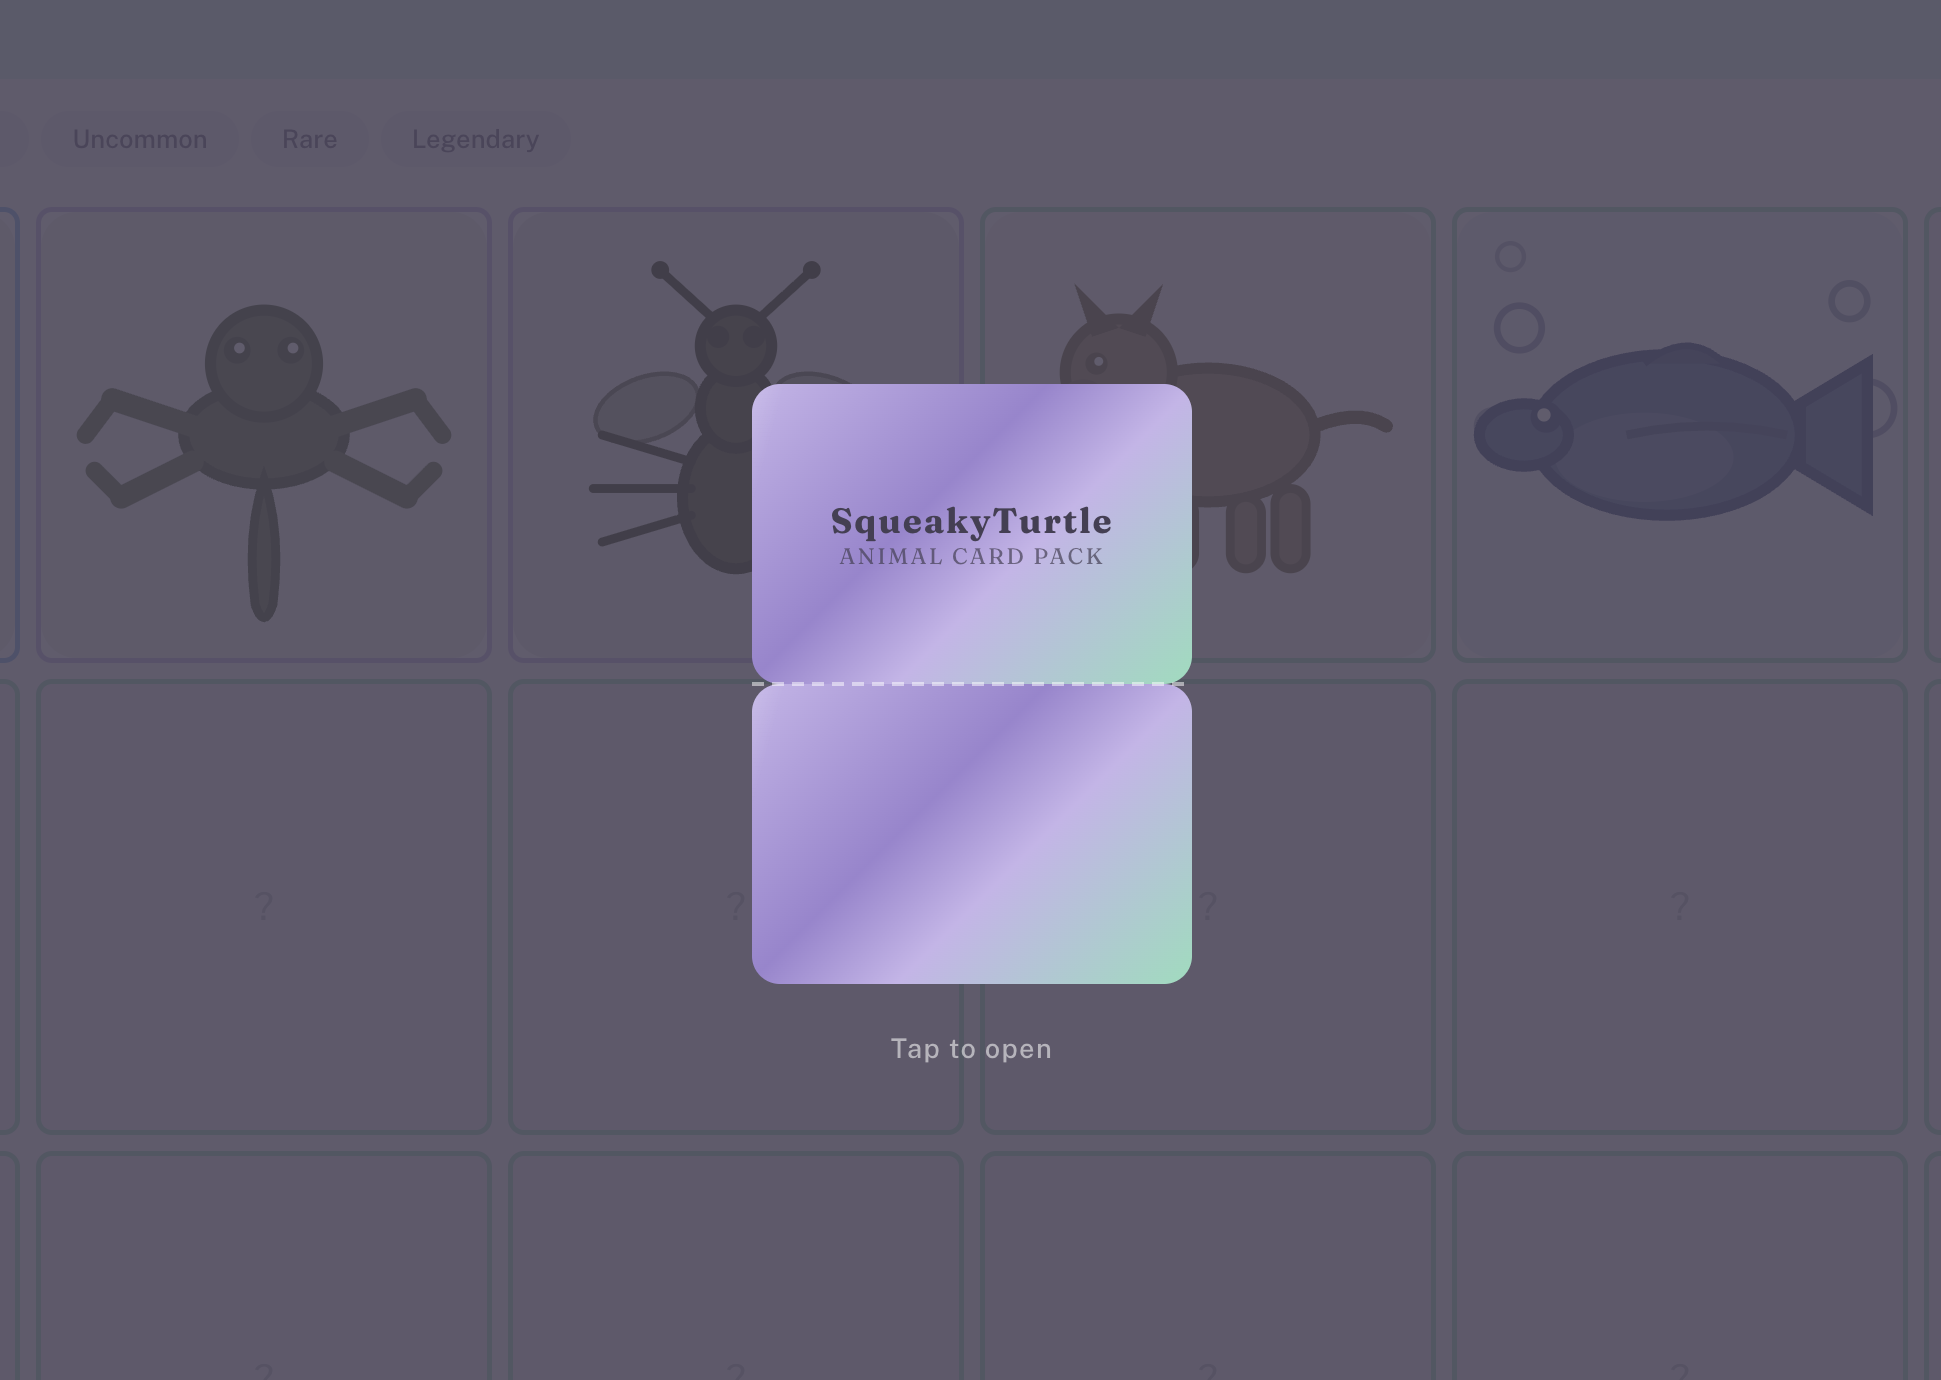 Uncommon Rare Legendary
SqueakyTurtle
ANIMAL CARD PACK
? ? ? ?
Tap to open
? ? ? ?